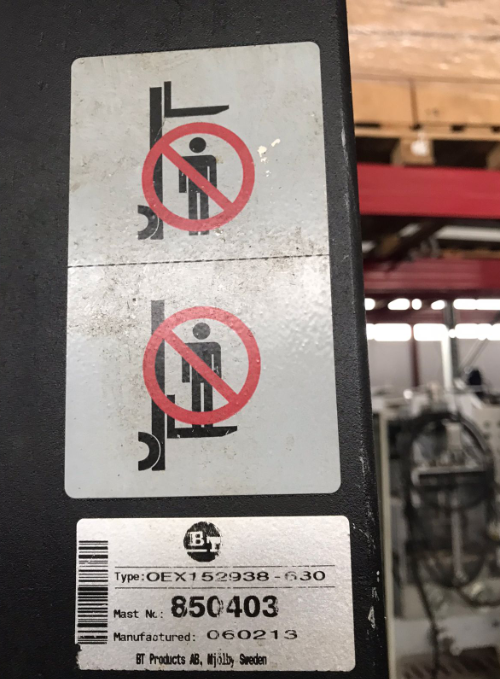 BT
Type: OEX152938-630
Mast No.: 850403
Manufactured: 060213
BT Products AB, Mjölby Sweden